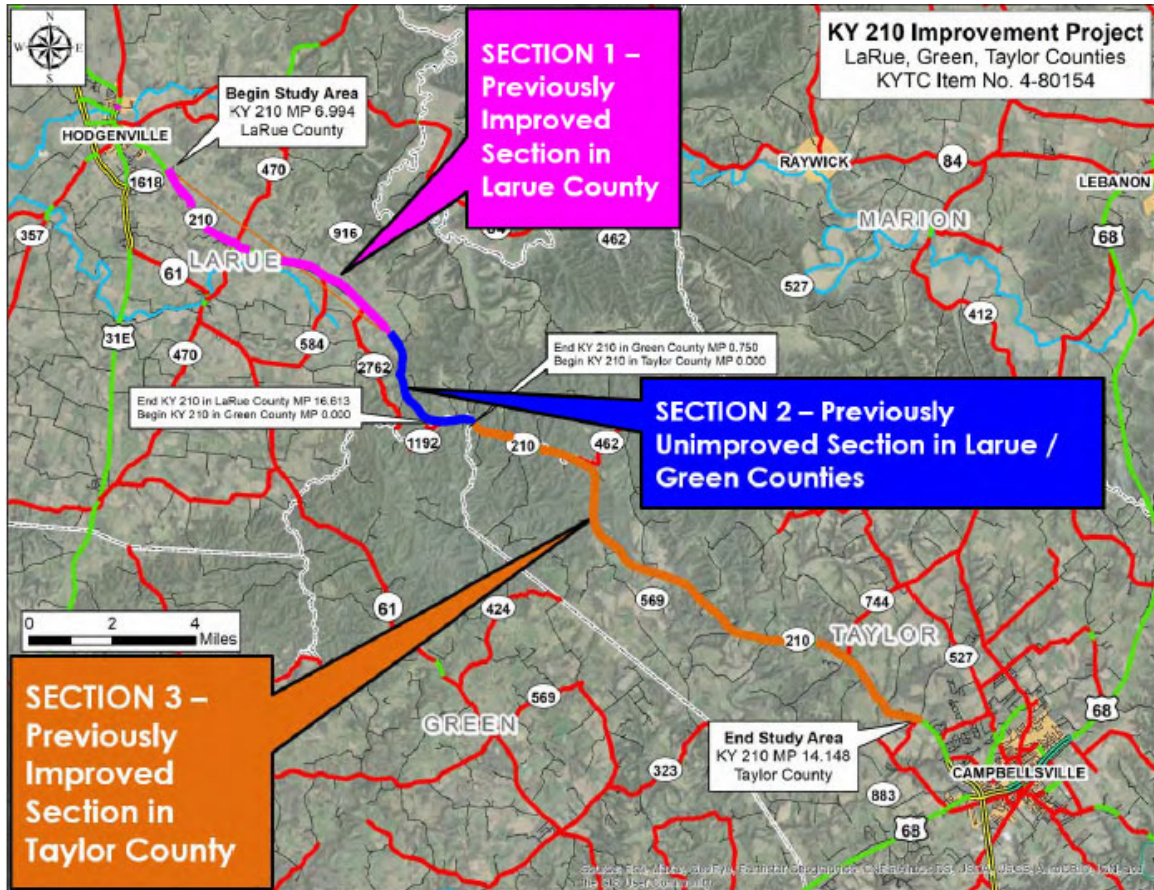 N
W E
S
KY 210 Improvement Project
LaRue, Green, Taylor Counties
KYTC Item No. 4-80154
SECTION 1 –
Previously
Improved
Section in
Larue County
Begin Study Area
KY 210 MP 6.994
LaRue County
HODGENVILLE
1618
470
210
357
916
LARUE
61
31E
470
584
2762
462
RAYWICK
84
LEBANON
MARION
68
527
412
End KY 210 in Green County MP 0.750
Begin KY 210 in Taylor County MP 0.000
End KY 210 in LaRue County MP 16.613
Begin KY 210 in Green County MP 0.000
SECTION 2 – Previously
Unimproved Section in Larue /
Green Counties
1192
210
462
61
424
569
744
210
TAYLOR
527
0 2 4
Miles
SECTION 3 –
Previously
Improved
Section in
Taylor County
569
GREEN
323
End Study Area
KY 210 MP 14.148
Taylor County
68
CAMPBELLSVILLE
883
68